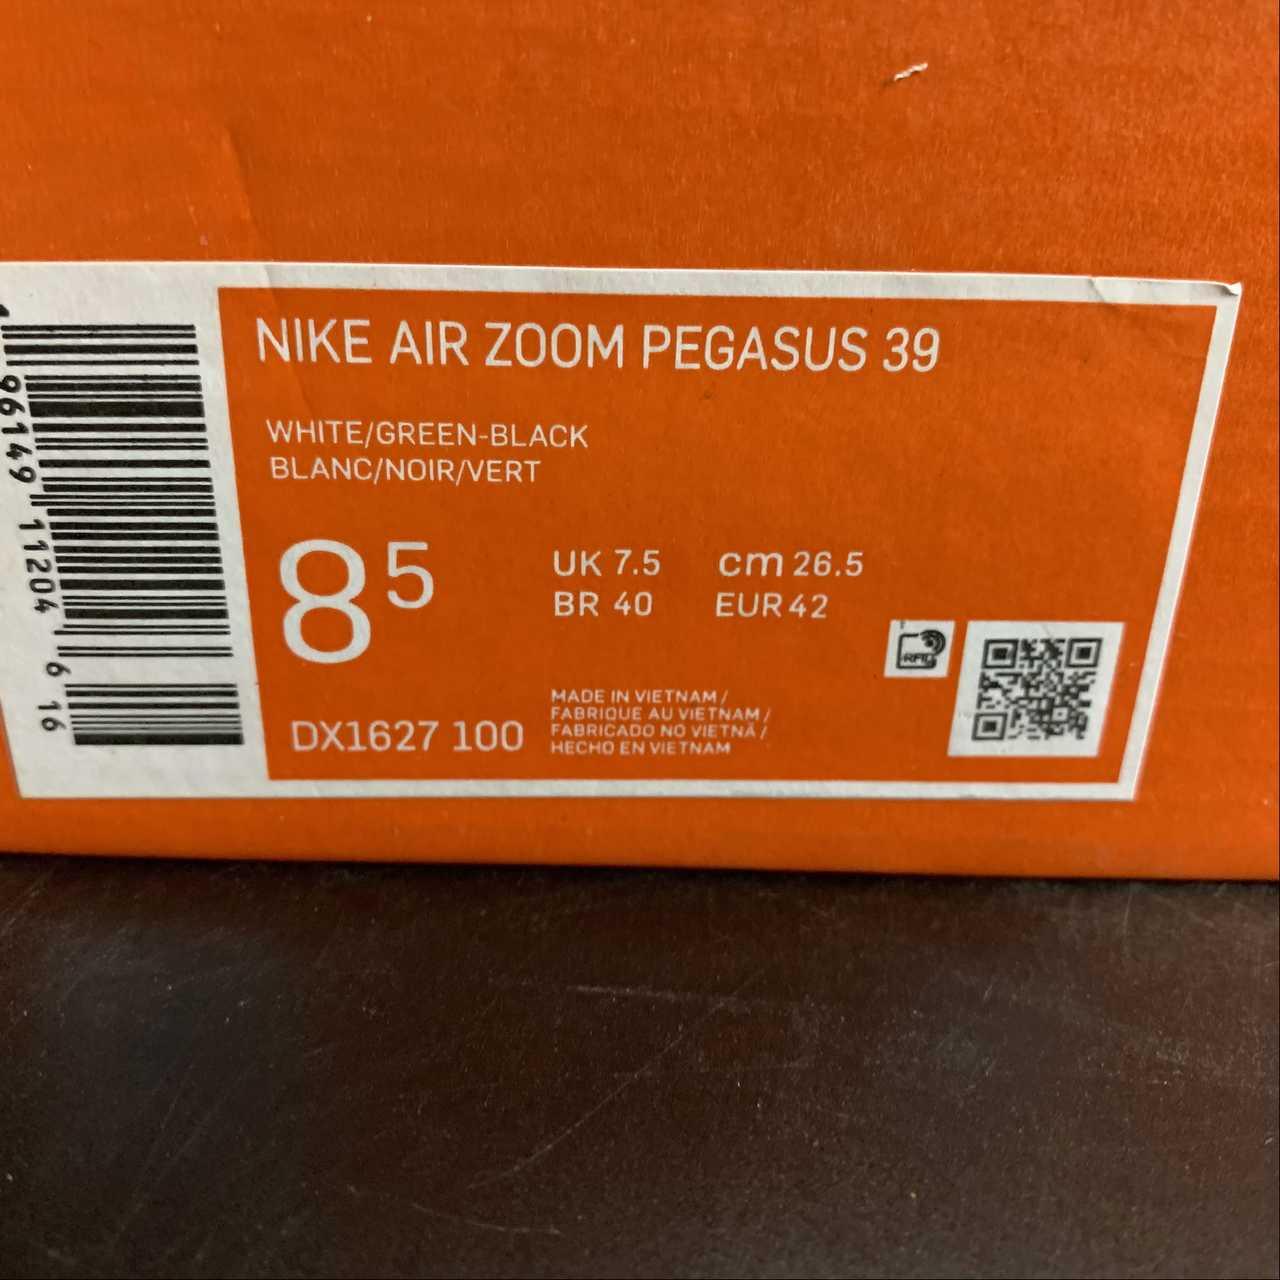 NIKE AIR ZOOM PEGASUS 39
WHITE/GREEN-BLACK
BLANC/NOIR/VERT
8 5
UK 7.5 cm 26.5
BR 40 EUR 42
DX1627 100
MADE IN VIETNAM /
FABRIQUE AU VIETNAM /
FABRICADO NO VIETNÃ /
HECHO EN VIETNAM
RFID
1 96149 11204 6 16